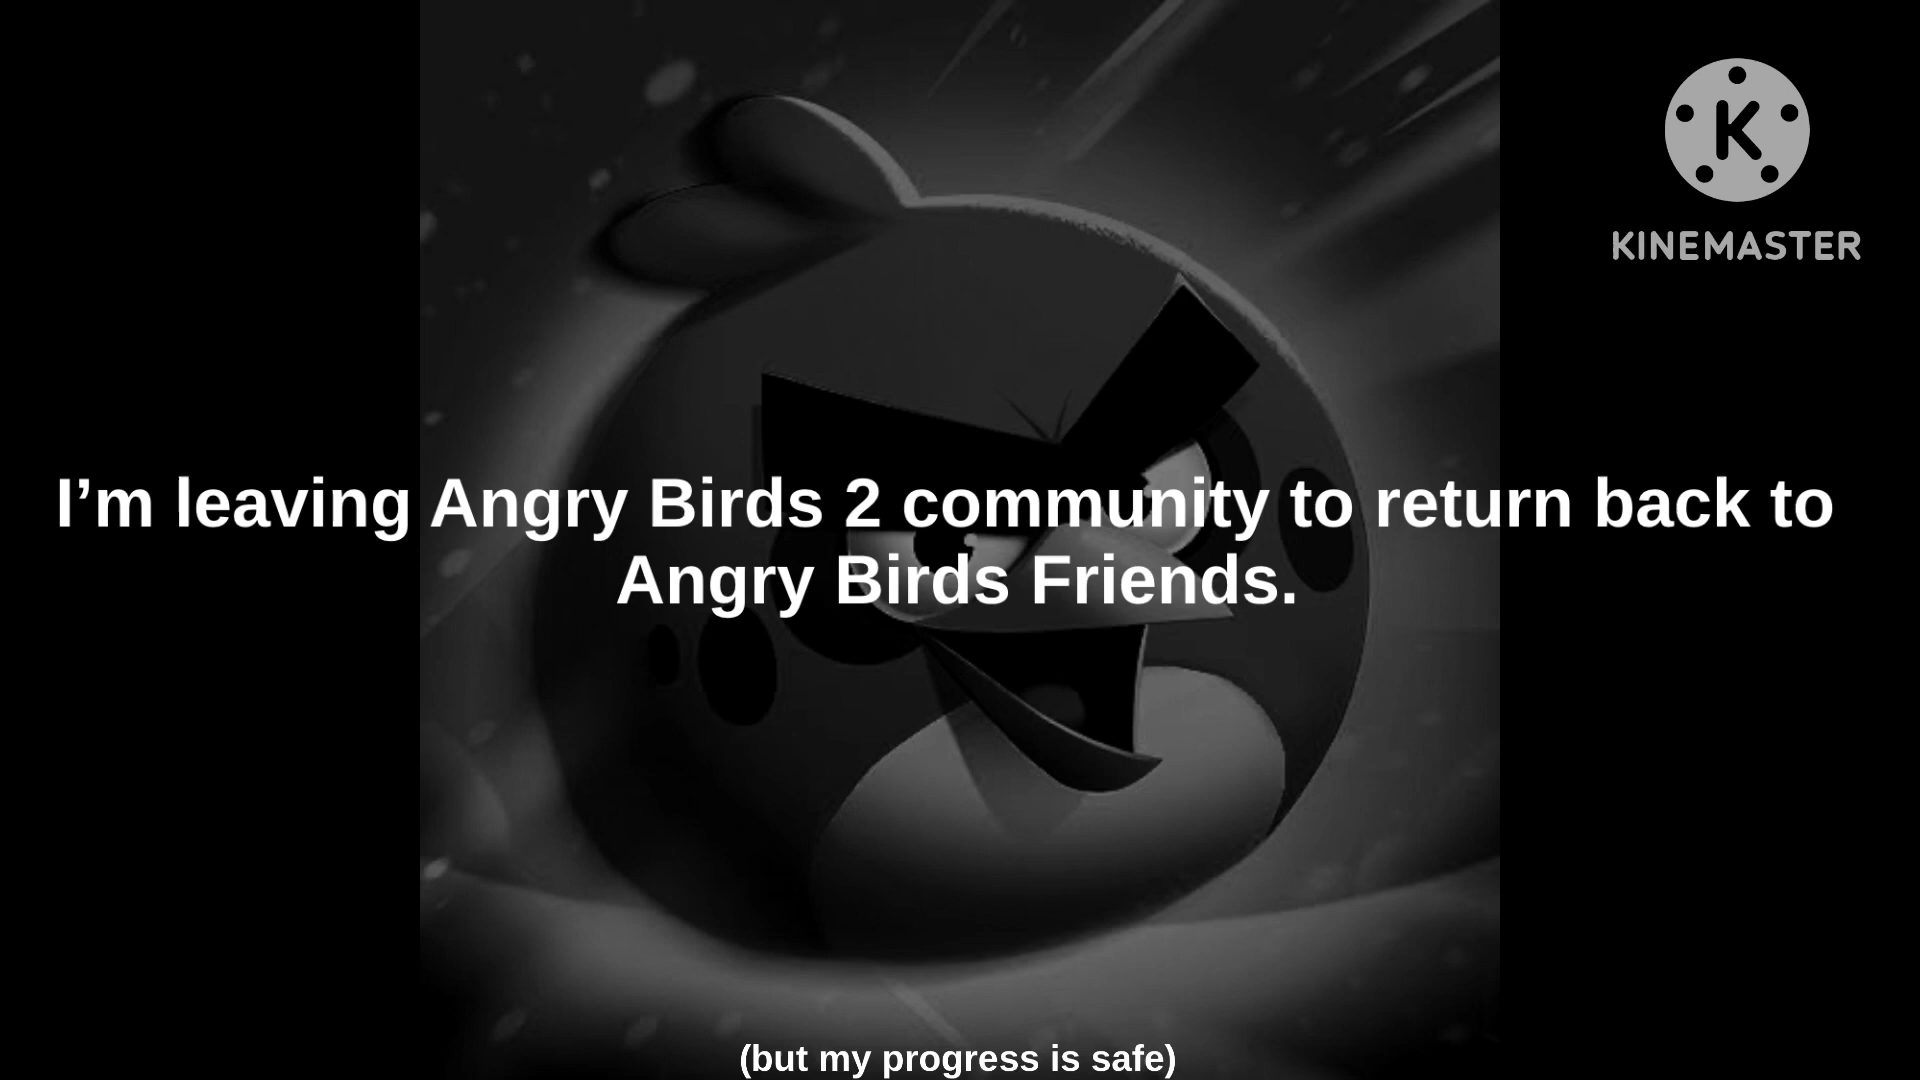 K
KINEMASTER
I’m leaving Angry Birds 2 community to return back to
Angry Birds Friends.
(but my progress is safe)